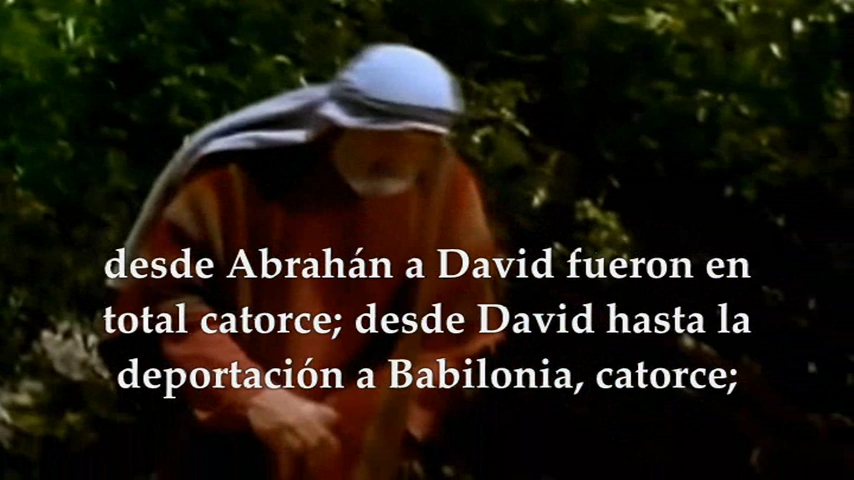 desde Abrahán a David fueron en
total catorce; desde David hasta la
deportación a Babilonia, catorce;